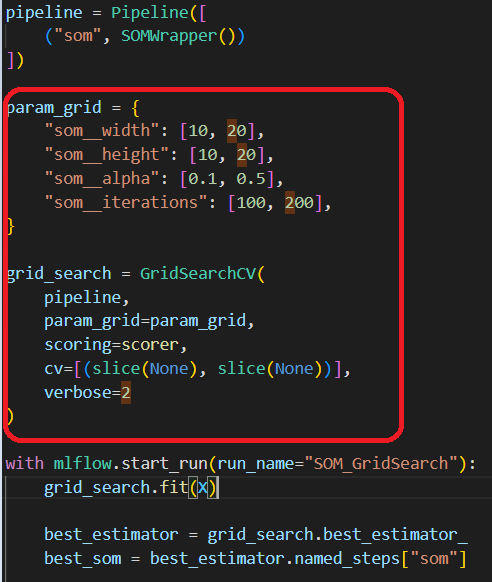 pipeline = Pipeline([
    ("som", SOMWrapper())
])
param_grid = {
    "som__width": [10, 20],
    "som__height": [10, 20],
    "som__alpha": [0.1, 0.5],
    "som__iterations": [100, 200],
}
grid_search = GridSearchCV(
    pipeline,
    param_grid=param_grid,
    scoring=scorer,
    cv=[(slice(None), slice(None))],
    verbose=2
)
with mlflow.start_run(run_name="SOM_GridSearch"):
    grid_search.fit(X)
    best_estimator = grid_search.best_estimator_
    best_som = best_estimator.named_steps["som"]